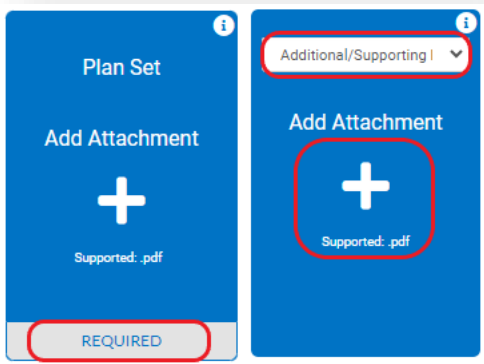 Plan Set
Add Attachment
Supported: .pdf
REQUIRED
Additional/Supporting
Add Attachment
Supported: .pdf